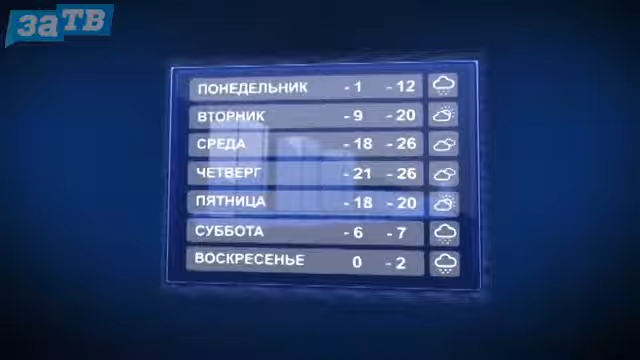 заТВ
ПОНЕДЕЛЬНИК - 1 - 12
ВТОРНИК - 9 - 20
СРЕДА - 18 - 26
ЧЕТВЕРГ - 21 - 26
ПЯТНИЦА - 18 - 20
СУББОТА - 6 - 7
ВОСКРЕСЕНЬЕ 0 - 2